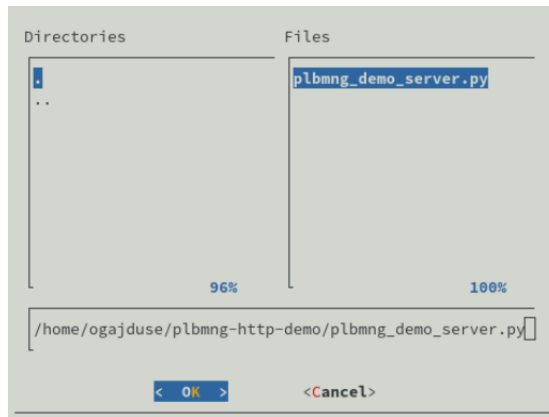 Directories Files
. plbmng_demo_server.py
..
96% 100%
/home/ogajduse/plbmng-http-demo/plbmng_demo_server.py
< OK > <Cancel>